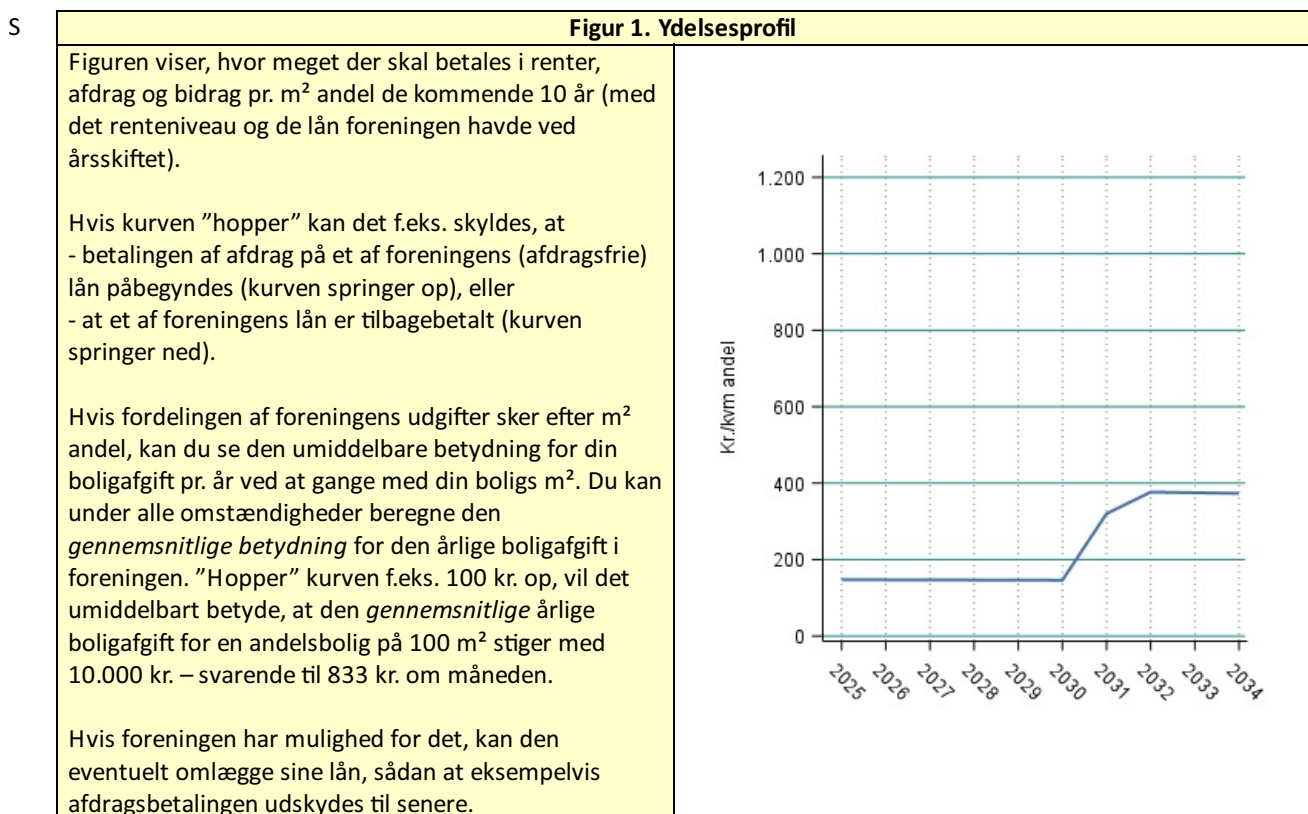 S
Figur 1. Ydelsesprofil
Figuren viser, hvor meget der skal betales i renter,
afdrag og bidrag pr. m² andel de kommende 10 år (med
det renteniveau og de lån foreningen havde ved
årsskiftet).
Hvis kurven ”hopper” kan det f.eks. skyldes, at
- betalingen af afdrag på et af foreningens (afdragsfrie)
lån påbegyndes (kurven springer op), eller
- at et af foreningens lån er tilbagebetalt (kurven
springer ned).
Hvis fordelingen af foreningens udgifter sker efter m²
andel, kan du se den umiddelbare betydning for din
boligafgift pr. år ved at gange med din boligs m². Du kan
under alle omstændigheder beregne den
gennemsnitlige betydning for den årlige boligafgift i
foreningen. ”Hopper” kurven f.eks. 100 kr. op, vil det
umiddelbart betyde, at den gennemsnitlige årlige
boligafgift for en andelsbolig på 100 m² stiger med
10.000 kr. – svarende til 833 kr. om måneden.
Hvis foreningen har mulighed for det, kan den
eventuelt omlægge sine lån, sådan at eksempelvis
afdragsbetalingen udskydes til senere.
Kr./kvm andel
1.200
1.000
800
600
400
200
0
2025
2026
2027
2028
2029
2030
2031
2032
2033
2034